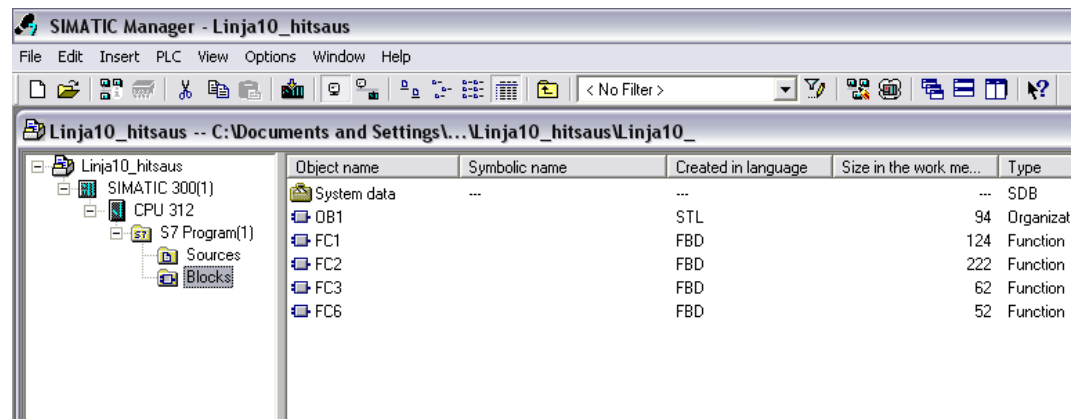 SIMATIC Manager - Linja10_hitsaus
File Edit Insert PLC View Options Window Help
< No Filter >
Linja10_hitsaus -- C:\Documents and Settings\...\Linja10_hitsaus\Linja10_
Linja10_hitsaus
SIMATIC 300(1)
CPU 312
S7 Program(1)
Sources
Blocks
Object name Symbolic name Created in language Size in the work me... Type
System data --- --- --- SDB
OB1 STL 94 Organizat
FC1 FBD 124 Function
FC2 FBD 222 Function
FC3 FBD 62 Function
FC6 FBD 52 Function